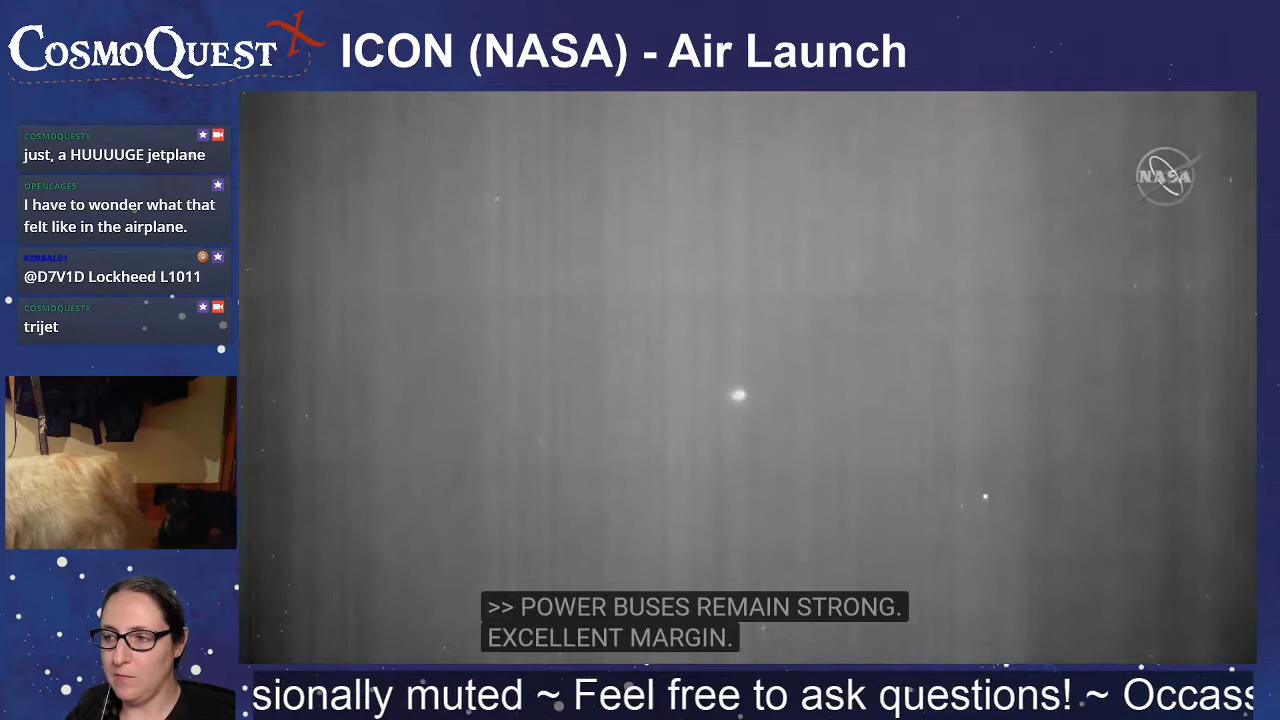 COSMOQUEST X
ICON (NASA) - Air Launch
COSMOQUESTX
just, a HUUUUGE jetplane
OPENCAGES
I have to wonder what that
felt like in the airplane.
KERBAL01
@D7V1D Lockheed L1011
COSMOQUESTX
trijet
NASA
>> POWER BUSES REMAIN STRONG.
EXCELLENT MARGIN.
sionally muted ~ Feel free to ask questions! ~ Occass